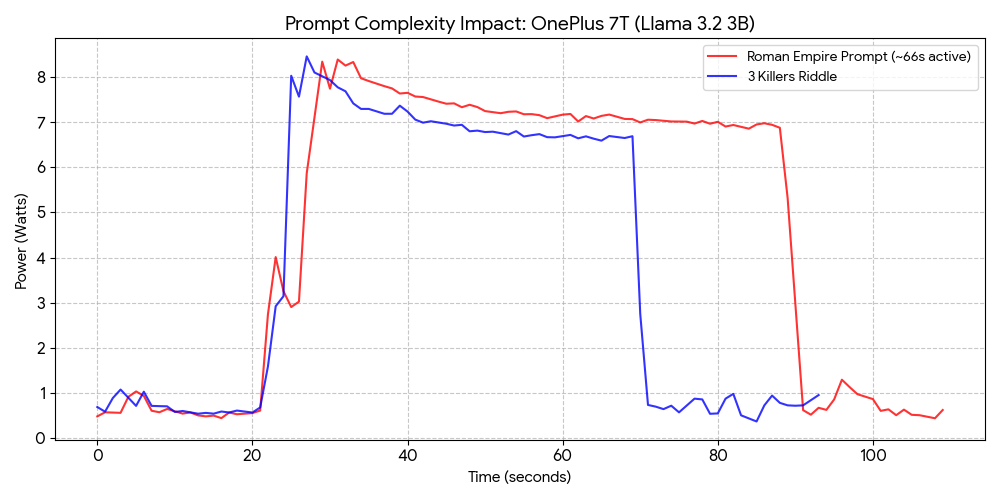 Prompt Complexity Impact: OnePlus 7T (Llama 3.2 3B)
Roman Empire Prompt (~66s active)
3 Killers Riddle
Power (Watts)
8
7
6
5
4
3
2
1
0
0 20 40 60 80 100
Time (seconds)